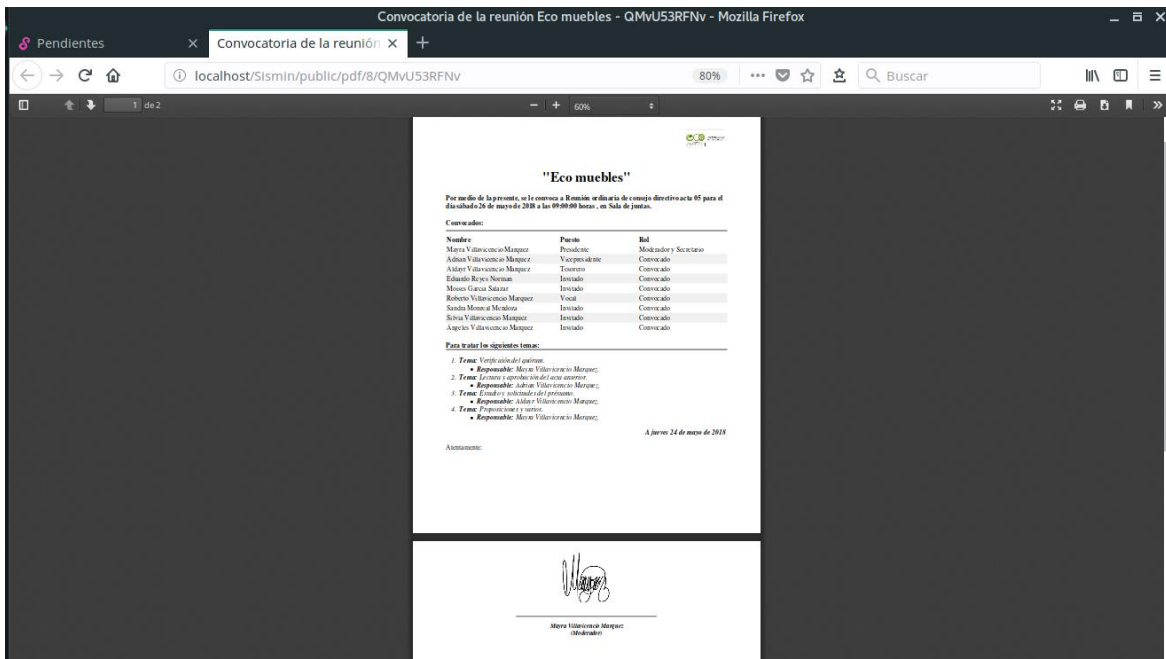 Convocatoria de la reunión Eco muebles - QMvU53RFNv - Mozilla Firefox
Pendientes
Convocatoria de la reunión
localhost/Sismin/public/pdf/8/QMvU53RFNv
80%
Buscar
1 de 2
60%
"Eco muebles"
Por medio de la presente, se le convoca a Reunión ordinaria de consejo directivo acta 05 para el
día sábado 26 de mayo de 2018 a las 09:00:00 horas , en Sala de juntas.
Convocados:
Nombre Puesto Rol
Mayra Villavicencio Marquez Presidente Moderador y Secretario
Adrian Villavicencio Marquez Vicepresidente Convocado
Aldayr Villavicencio Marquez Tesorero Convocado
Eduardo Reyes Norman Invitado Convocado
Moises Garcia Salazar Invitado Convocado
Roberto Villavicencio Marquez Vocal Convocado
Sandra Monreal Mendoza Invitado Convocado
Silvia Villavicencio Marquez Invitado Convocado
Ángeles Villavicencio Marquez Invitado Convocado
Para tratar los siguientes temas:
1. Tema: Verificaión del quórum.
• Responsable: Mayra Villavicencio Marquez.
2. Tema: Lectura y aprobación del acta anterior.
• Responsable: Adrian Villavicencio Marquez.
3. Tema: Estudio y solicitudes del présumo.
• Responsable: Aldayr Villavicencio Marquez.
4. Tema: Proposiciones y varios.
• Responsable: Mayra Villavicencio Marquez.
A jueves 24 de mayo de 2018
Atentamente:
Mayra Villavicencio Marquez
(Moderador)